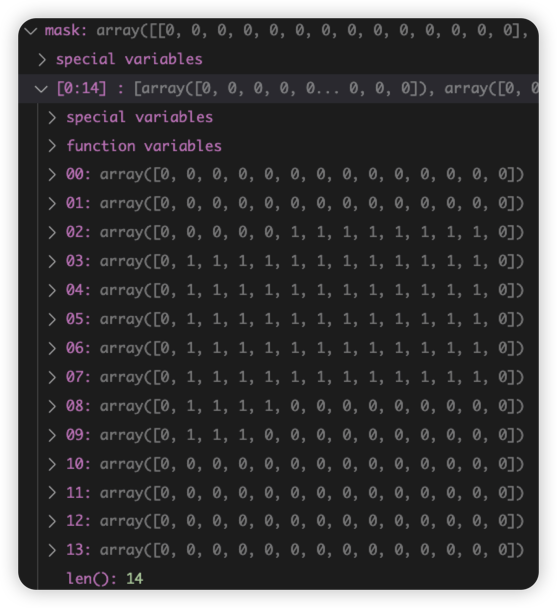 mask: array([[0, 0, 0, 0, 0, 0, 0, 0, 0, 0, 0, 0, 0, 0],
special variables
[0:14] : [array([0, 0, 0, 0, 0... 0, 0, 0]), array([0, 0
special variables
function variables
00: array([0, 0, 0, 0, 0, 0, 0, 0, 0, 0, 0, 0, 0, 0])
01: array([0, 0, 0, 0, 0, 0, 0, 0, 0, 0, 0, 0, 0, 0])
02: array([0, 0, 0, 0, 0, 1, 1, 1, 1, 1, 1, 1, 1, 0])
03: array([0, 1, 1, 1, 1, 1, 1, 1, 1, 1, 1, 1, 1, 0])
04: array([0, 1, 1, 1, 1, 1, 1, 1, 1, 1, 1, 1, 1, 0])
05: array([0, 1, 1, 1, 1, 1, 1, 1, 1, 1, 1, 1, 1, 0])
06: array([0, 1, 1, 1, 1, 1, 1, 1, 1, 1, 1, 1, 1, 0])
07: array([0, 1, 1, 1, 1, 1, 1, 1, 1, 1, 1, 1, 1, 0])
08: array([0, 1, 1, 1, 1, 0, 0, 0, 0, 0, 0, 0, 0, 0])
09: array([0, 1, 1, 1, 0, 0, 0, 0, 0, 0, 0, 0, 0, 0])
10: array([0, 0, 0, 0, 0, 0, 0, 0, 0, 0, 0, 0, 0, 0])
11: array([0, 0, 0, 0, 0, 0, 0, 0, 0, 0, 0, 0, 0, 0])
12: array([0, 0, 0, 0, 0, 0, 0, 0, 0, 0, 0, 0, 0, 0])
13: array([0, 0, 0, 0, 0, 0, 0, 0, 0, 0, 0, 0, 0, 0])
len(): 14